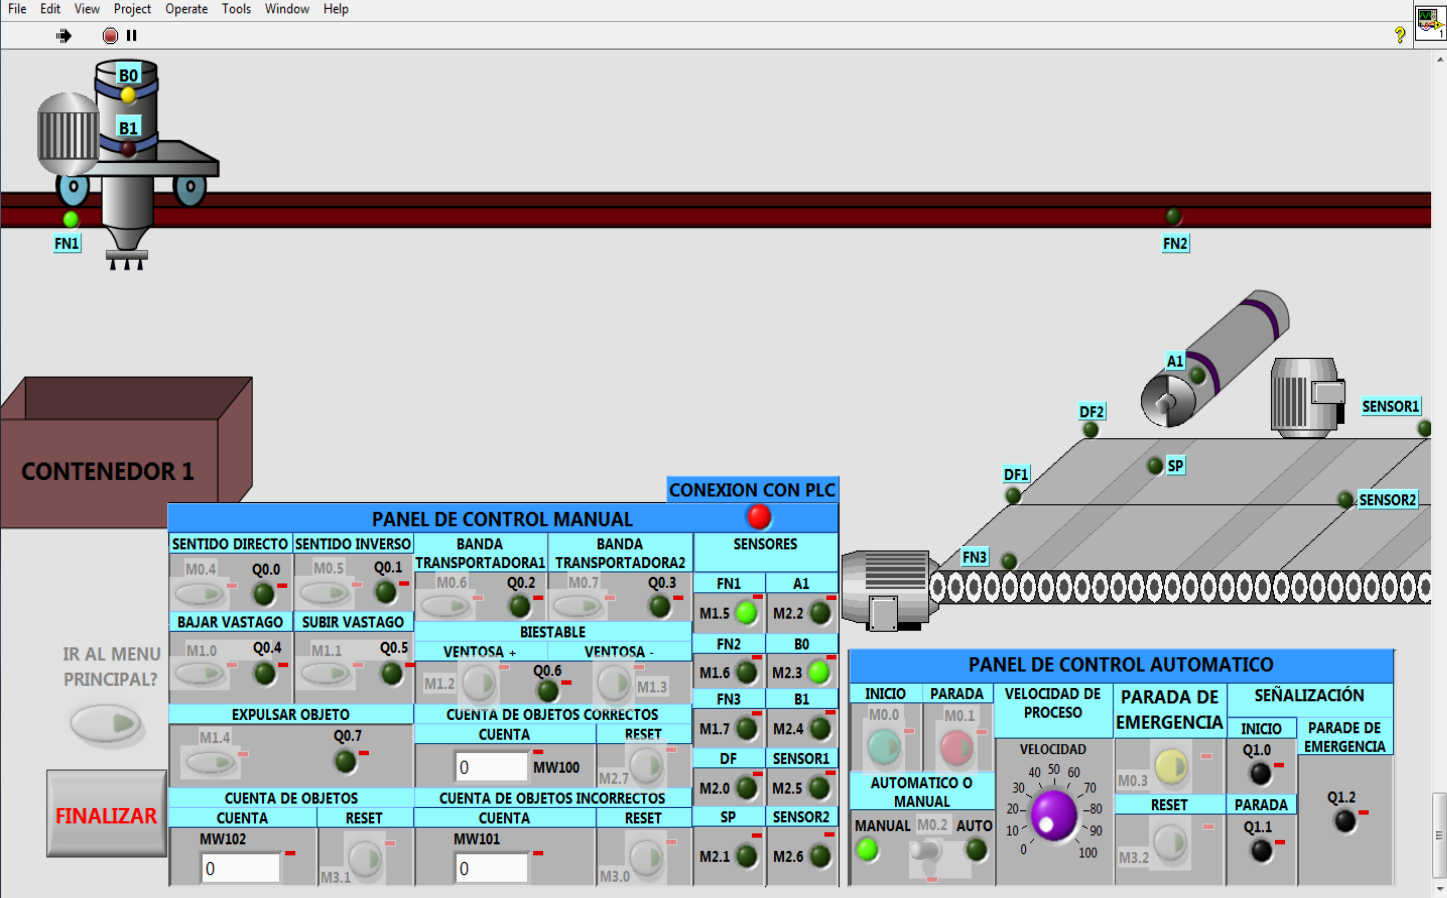 File Edit View Project Operate Tools Window Help
?
1
B0
B1
FN1
FN2
A1
DF2
SENSOR1
SP
DF1
SENSOR2
FN3
CONTENEDOR 1
CONEXION CON PLC
PANEL DE CONTROL MANUAL
SENTIDO DIRECTO
M0.4 Q0.0
SENTIDO INVERSO
M0.5 Q0.1
BANDA
TRANSPORTADORA1
M0.6 Q0.2
BANDA
TRANSPORTADORA2
M0.7 Q0.3
BAJAR VASTAGO
M1.0 Q0.4
SUBIR VASTAGO
M1.1 Q0.5
BIESTABLE
VENTOSA + VENTOSA -
M1.2 Q0.6 M1.3
EXPULSAR OBJETO
M1.4 Q0.7
CUENTA DE OBJETOS CORRECTOS
CUENTA RESET
0 MW100 M2.7
CUENTA DE OBJETOS
CUENTA RESET
MW102
0 M3.1
CUENTA DE OBJETOS INCORRECTOS
CUENTA RESET
MW101
0 M3.0
SENSORES
FN1 A1
M1.5 M2.2
FN2 B0
M1.6 M2.3
FN3 B1
M1.7 M2.4
DF SENSOR1
M2.0 M2.5
SP SENSOR2
M2.1 M2.6
IR AL MENU
PRINCIPAL?
FINALIZAR
PANEL DE CONTROL AUTOMATICO
INICIO PARADA
M0.0 M0.1
AUTOMATICO O
MANUAL
MANUAL M0.2 AUTO
VELOCIDAD DE
PROCESO
VELOCIDAD
0 10 20 30 40 50 60 70 80 90 100
PARADA DE
EMERGENCIA
M0.3
RESET
M3.2
SEÑALIZACIÓN
INICIO
Q1.0
PARADA
Q1.1
PARADE DE
EMERGENCIA
Q1.2